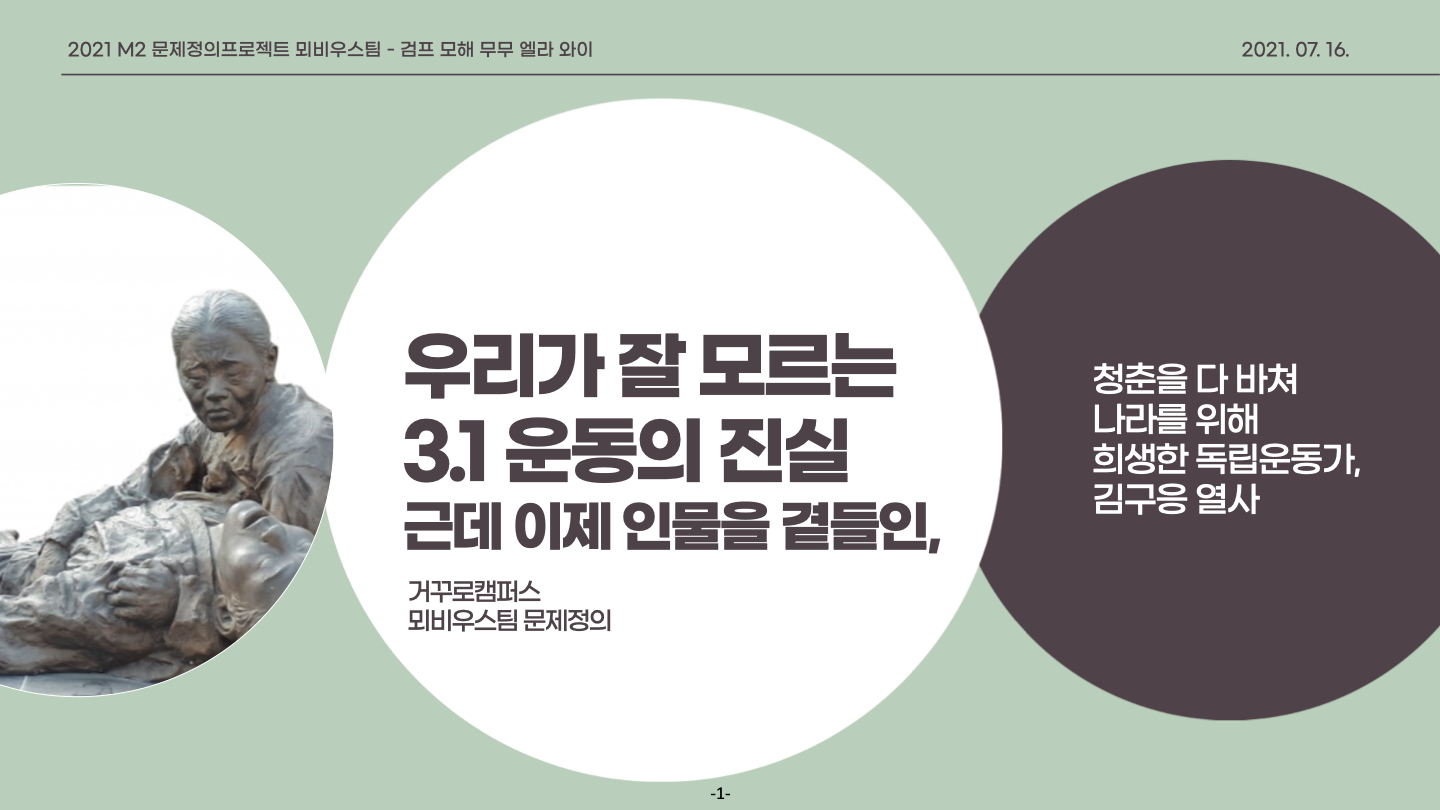 2021 M2 문제정의프로젝트 뫼비우스팀 - 검프 모해 무무 엘라 와이
2021. 07. 16.
우리가 잘 모르는
3.1 운동의 진실
근데 이제 인물을 곁들인,
거꾸로캠퍼스
뫼비우스팀 문제정의
청춘을 다 바쳐
나라를 위해
희생한 독립운동가,
김구응 열사
-1-